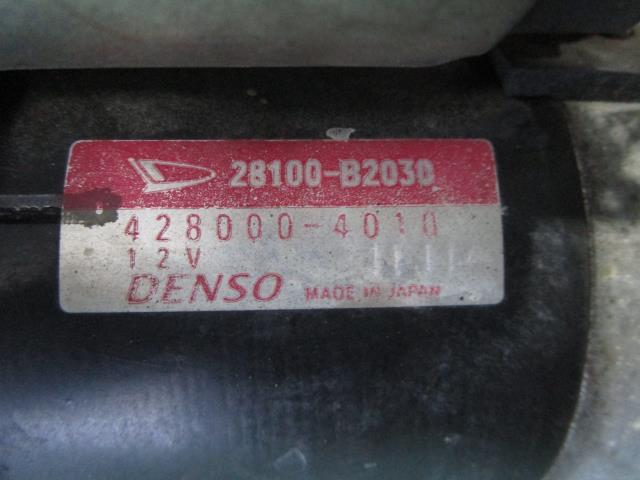 28100-B2030
428000-4010
12V
DENSO MADE IN JAPAN